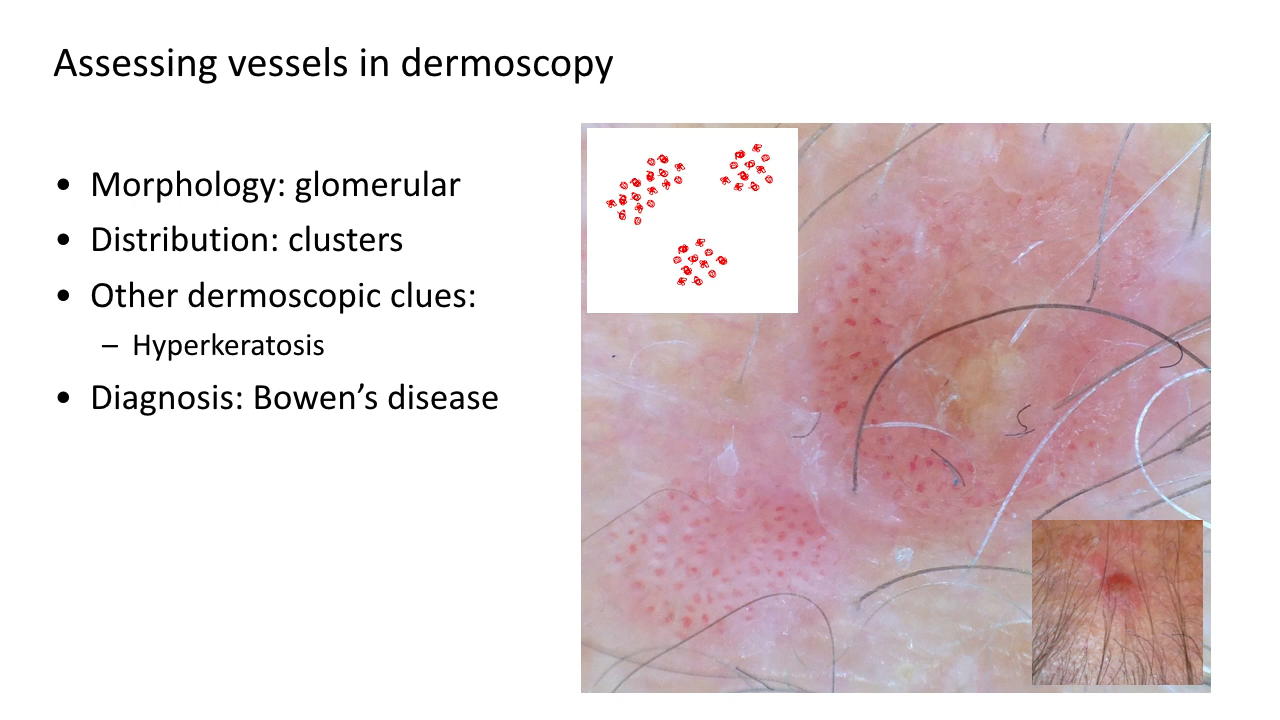 Assessing vessels in dermoscopy
• Morphology: glomerular
• Distribution: clusters
• Other dermoscopic clues:
– Hyperkeratosis
• Diagnosis: Bowen’s disease